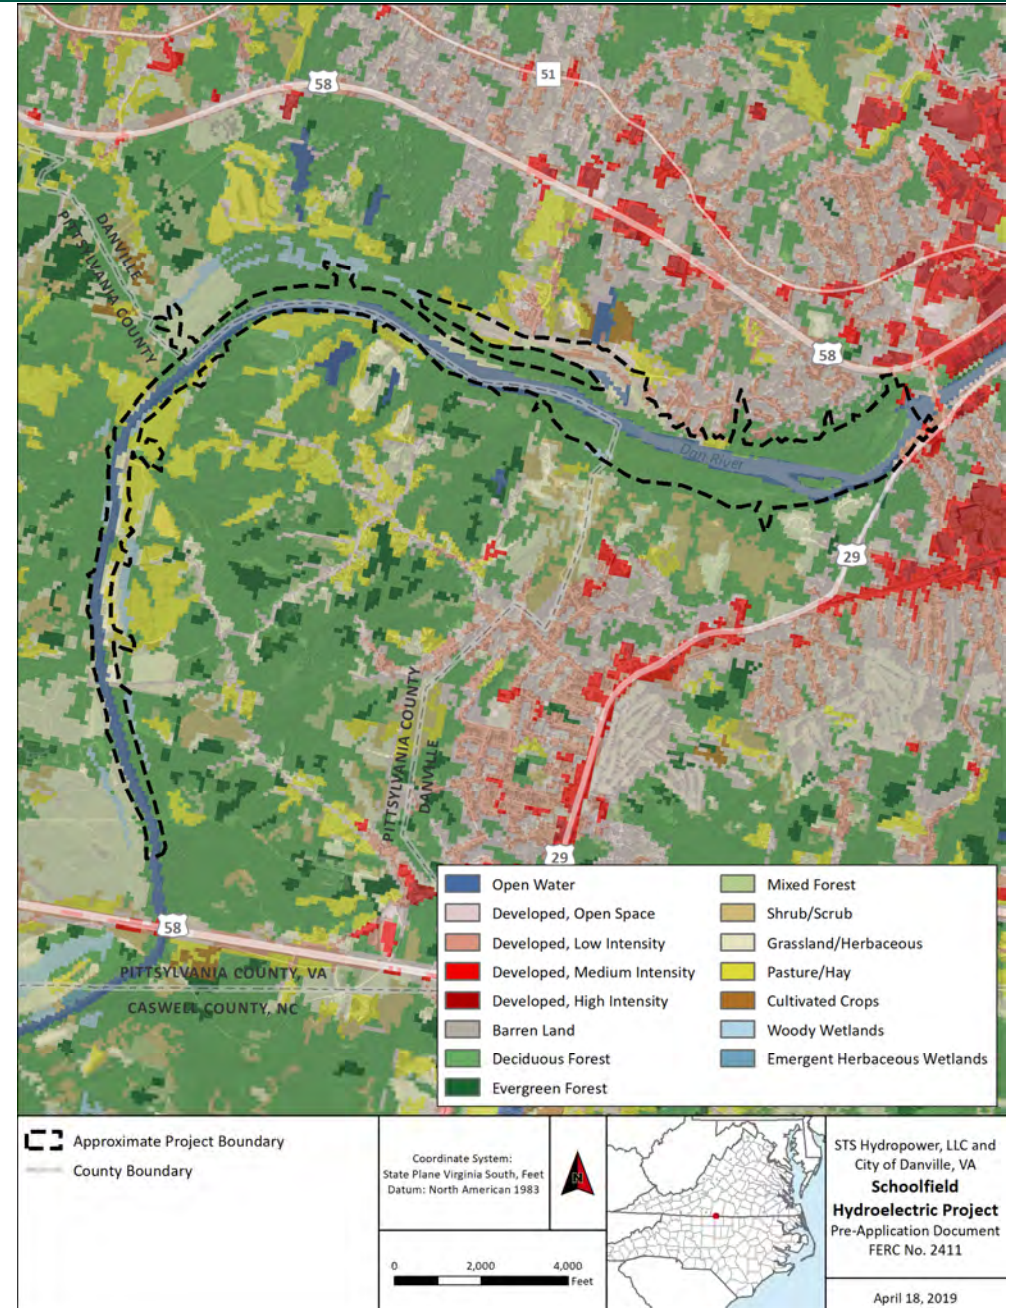 58
51
PITTSYLVANIA COUNTY
DANVILLE
58
Dan River
29
PITTSYLVANIA COUNTY
DANVILLE
29
58
PITTSYLVANIA COUNTY, VA
CASWELL COUNTY, NC
Open Water
Developed, Open Space
Developed, Low Intensity
Developed, Medium Intensity
Developed, High Intensity
Barren Land
Deciduous Forest
Evergreen Forest
Mixed Forest
Shrub/Scrub
Grassland/Herbaceous
Pasture/Hay
Cultivated Crops
Woody Wetlands
Emergent Herbaceous Wetlands
Approximate Project Boundary
County Boundary
Coordinate System:
State Plane Virginia South, Feet
Datum: North American 1983
N
0 2,000 4,000
Feet
STS Hydropower, LLC and
City of Danville, VA
Schoolfield
Hydroelectric Project
Pre-Application Document
FERC No. 2411
April 18, 2019